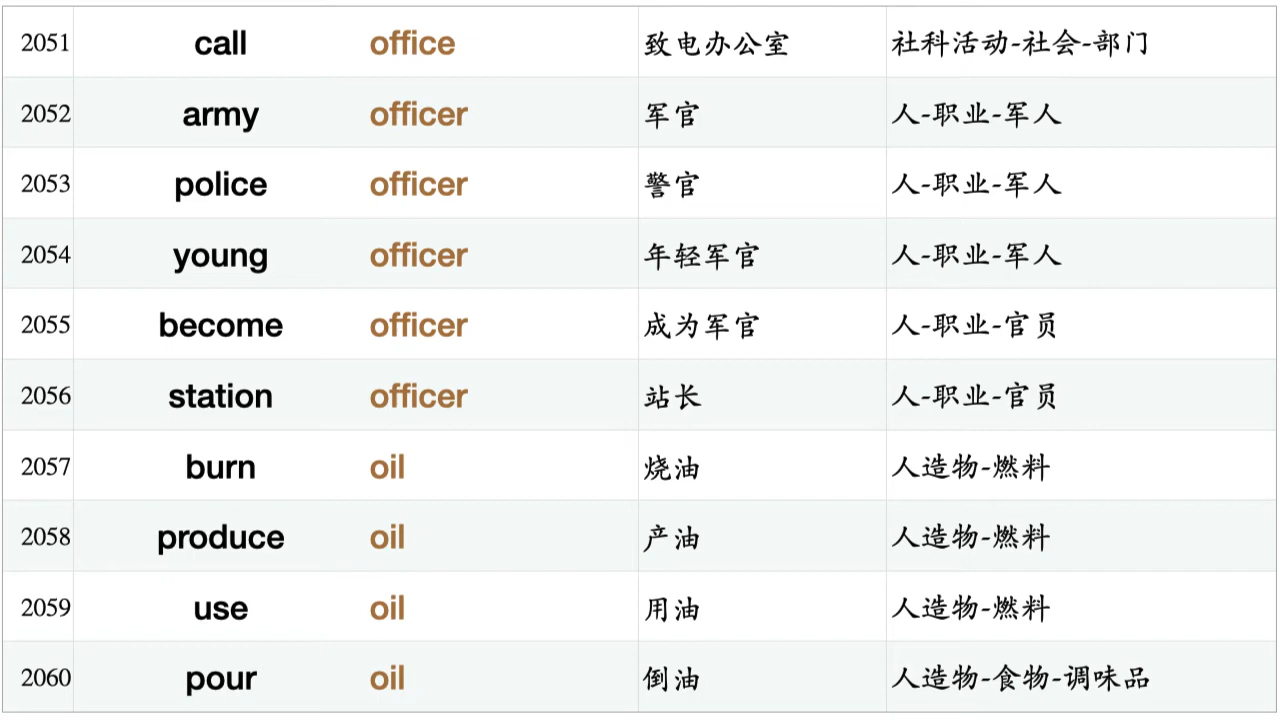 2051 call office 致电办公室 社科活动-社会-部门
2052 army officer 军官 人-职业-军人
2053 police officer 警官 人-职业-军人
2054 young officer 年轻军官 人-职业-军人
2055 become officer 成为军官 人-职业-官员
2056 station officer 站长 人-职业-官员
2057 burn oil 烧油 人造物-燃料
2058 produce oil 产油 人造物-燃料
2059 use oil 用油 人造物-燃料
2060 pour oil 倒油 人造物-食物-调味品